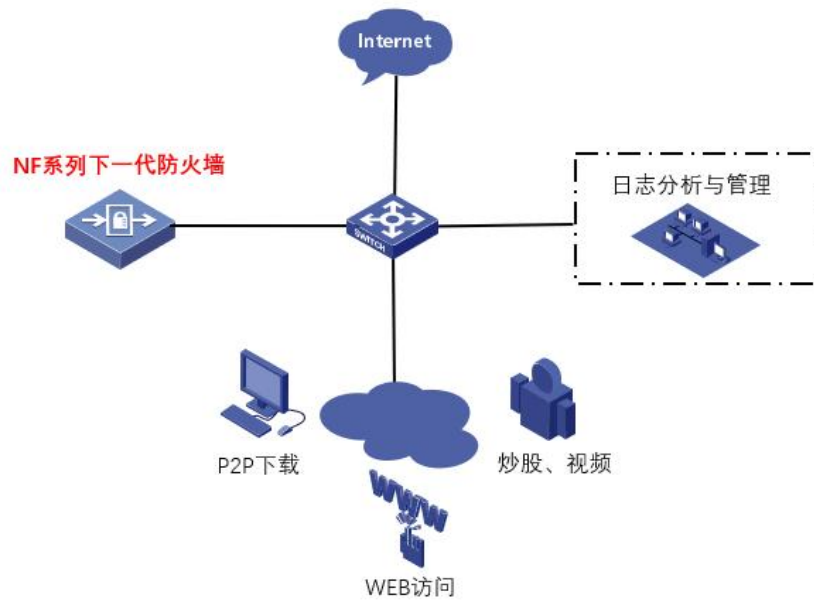 Internet
NF系列下一代防火墙
日志分析与管理
SWITCH
P2P下载
炒股、视频
WWW
WEB访问